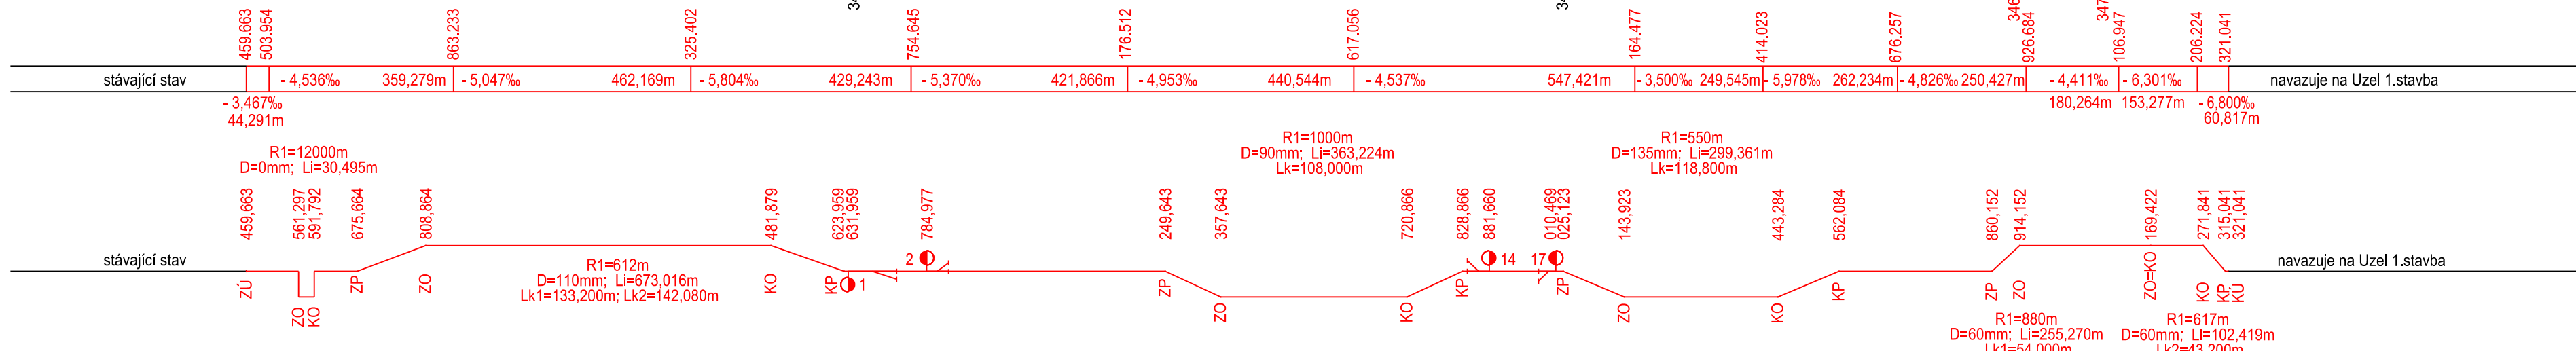 34
34
346
347
459.663
503.954
863.233
325.402
754.645
176.512
617.056
164.477
414.023
676.257
926.684
106.947
206.224
321.041
stávající stav
- 4,536‰ 359,279m
- 5,047‰ 462,169m
- 5,804‰ 429,243m
- 5,370‰ 421,866m
- 4,953‰ 440,544m
- 4,537‰ 547,421m
- 3,500‰ 249,545m
- 5,978‰ 262,234m
- 4,826‰ 250,427m
- 4,411‰
- 6,301‰
navazuje na Uzel 1.stavba
- 3,467‰
44,291m
180,264m
153,277m
- 6,800‰
60,817m
R1=12000m
D=0mm; Li=30,495m
R1=1000m
D=90mm; Li=363,224m
Lk=108,000m
R1=550m
D=135mm; Li=299,361m
Lk=118,800m
459,663
561,297
591,792
675,664
808,864
481,879
623,959
631,959
784,977
249,643
357,643
720,866
828,866
881,660
010,469
025,123
143,923
443,284
562,084
860,152
914,152
169,422
271,841
315,041
321,041
stávající stav
2
14
17
navazuje na Uzel 1.stavba
ZÚ
ZO
KO
ZP
ZO
KO
KP
1
ZP
ZO
KO
KP
ZP
ZO
KO
KP
ZP
ZO
ZO=KO
KO
KP
KÚ
R1=612m
D=110mm; Li=673,016m
Lk1=133,200m; Lk2=142,080m
R1=880m
D=60mm; Li=255,270m
Lk1=54,000m
R1=617m
D=60mm; Li=102,419m
Lk2=43,200m